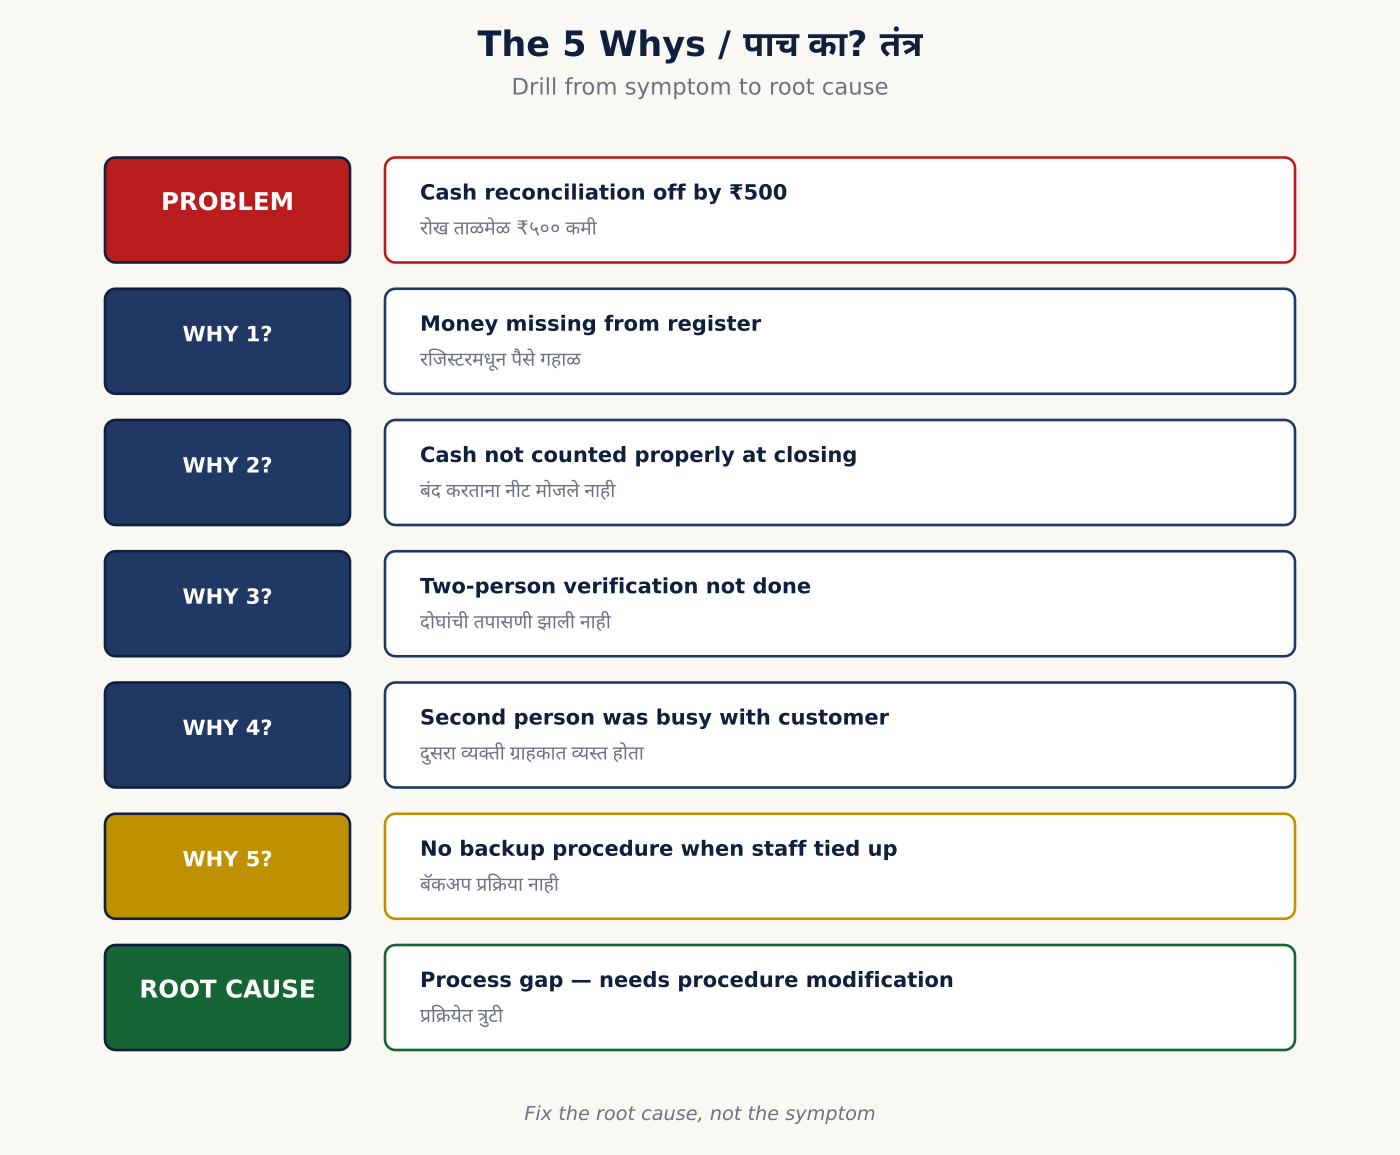 The 5 Whys / पाच का? तंत्र
Drill from symptom to root cause
PROBLEM
Cash reconciliation off by ₹500
रोख ताळमेळ ₹५०० कमी
WHY 1?
Money missing from register
रजिस्टरमधून पैसे गहाळ
WHY 2?
Cash not counted properly at closing
बंद करताना नीट मोजले नाही
WHY 3?
Two-person verification not done
दोघांची तपासणी झाली नाही
WHY 4?
Second person was busy with customer
दुसरा व्यक्ती ग्राहकात व्यस्त होता
WHY 5?
No backup procedure when staff tied up
बॅकअप प्रक्रिया नाही
ROOT CAUSE
Process gap — needs procedure modification
प्रक्रियेत त्रुटी
Fix the root cause, not the symptom